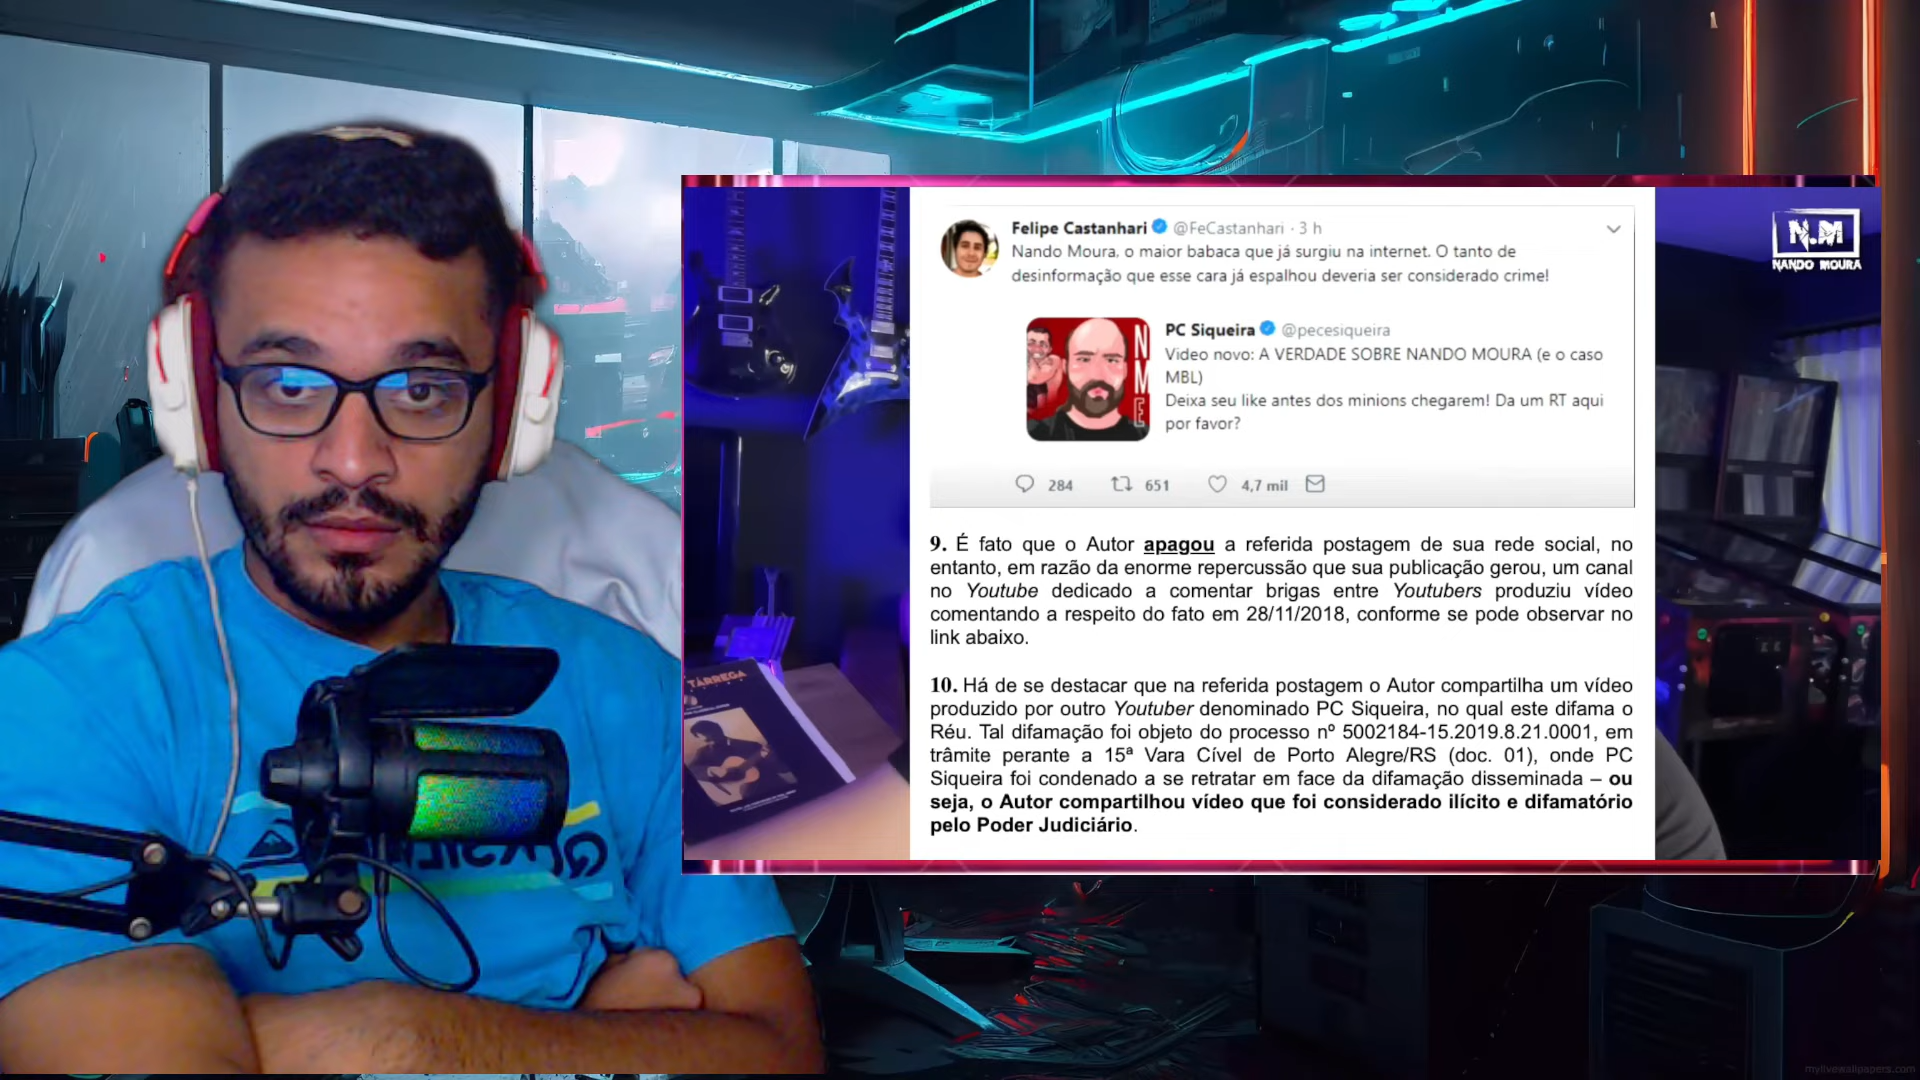 Felipe Castanhari @FeCastanhari · 3 h
Nando Moura, o maior babaca que já surgiu na internet. O tanto de
desinformação que esse cara já espalhou deveria ser considerado crime!
PC Siqueira @pecesiqueira
Video novo: A VERDADE SOBRE NANDO MOURA (e o caso
MBL)
Deixa seu like antes dos minions chegarem! Da um RT aqui
por favor?
284 651 4,7 mil
NME
9. É fato que o Autor apagou a referida postagem de sua rede social, no
entanto, em razão da enorme repercussão que sua publicação gerou, um canal
no Youtube dedicado a comentar brigas entre Youtubers produziu vídeo
comentando a respeito do fato em 28/11/2018, conforme se pode observar no
link abaixo.
10. Há de se destacar que na referida postagem o Autor compartilha um vídeo
produzido por outro Youtuber denominado PC Siqueira, no qual este difama o
Réu. Tal difamação foi objeto do processo nº 5002184-15.2019.8.21.0001, em
trâmite perante a 15ª Vara Cível de Porto Alegre/RS (doc. 01), onde PC
Siqueira foi condenado a se retratar em face da difamação disseminada – ou
seja, o Autor compartilhou vídeo que foi considerado ilícito e difamatório
pelo Poder Judiciário.
N.M
NANDO MOURA
TÁRREGA
mylivewallpapers.com